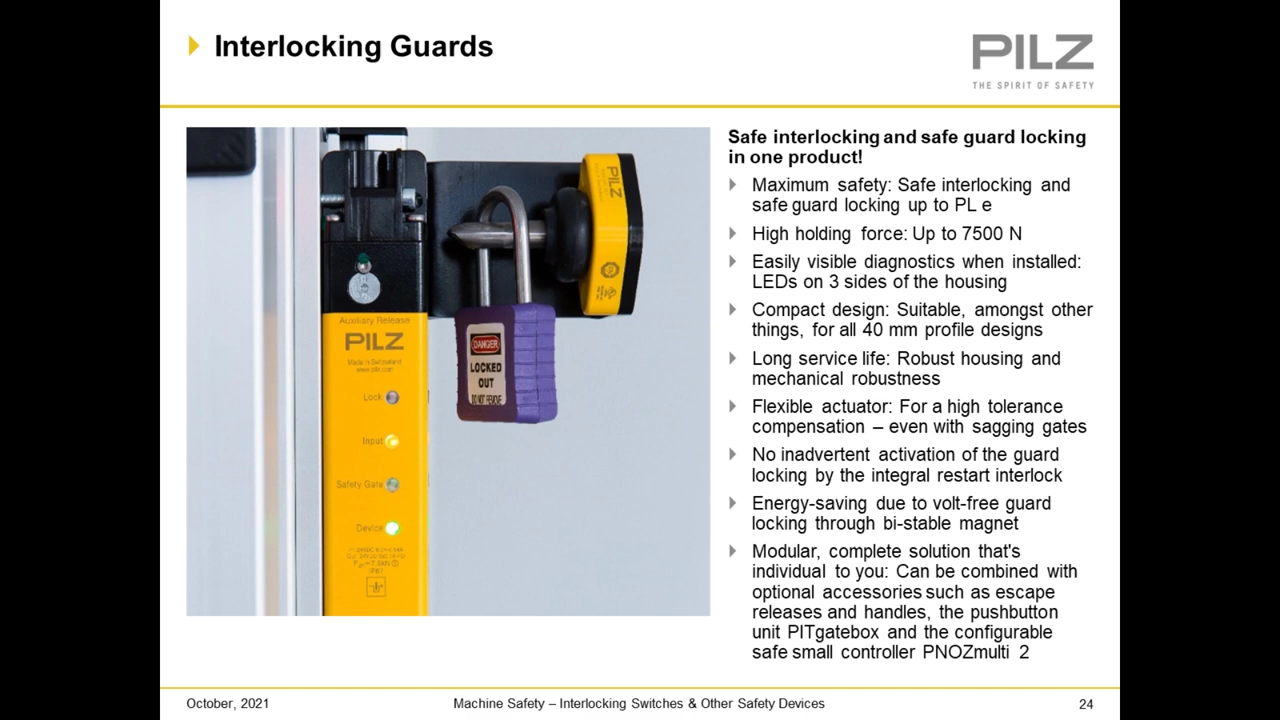 Interlocking Guards
PILZ
THE SPIRIT OF SAFETY
Safe interlocking and safe guard locking
in one product!
Maximum safety: Safe interlocking and
safe guard locking up to PL e
High holding force: Up to 7500 N
Easily visible diagnostics when installed:
LEDs on 3 sides of the housing
Compact design: Suitable, amongst other
things, for all 40 mm profile designs
Long service life: Robust housing and
mechanical robustness
Flexible actuator: For a high tolerance
compensation – even with sagging gates
No inadvertent activation of the guard
locking by the integral restart interlock
Energy-saving due to volt-free guard
locking through bi-stable magnet
Modular, complete solution that's
individual to you: Can be combined with
optional accessories such as escape
releases and handles, the pushbutton
unit PITgatebox and the configurable
safe small controller PNOZmulti 2
PILZ
Auxiliary Release
PILZ
Made in Switzerland
www.pilz.com
Lock
Input
Safety Gate
Device
IP67
DANGER
LOCKED
OUT
DO NOT REMOVE
October, 2021
Machine Safety – Interlocking Switches & Other Safety Devices
24